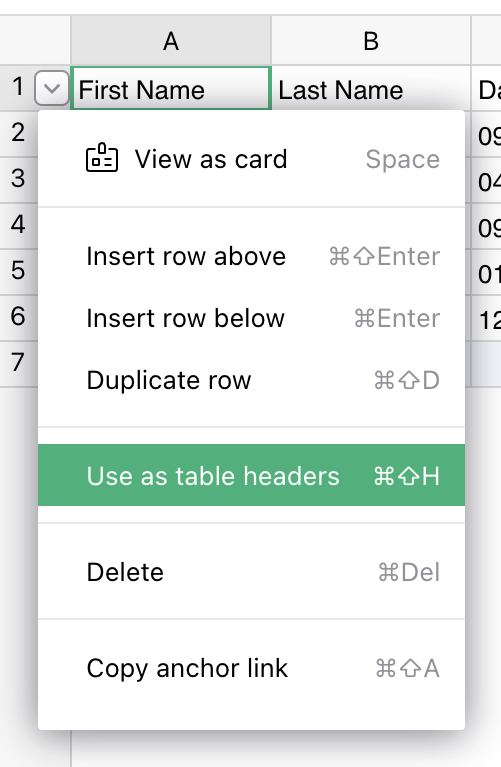 A B
1 First Name Last Name Da
2 09
3 04
4 09
5 01
6 12
7
View as card Space
Insert row above ⌘⇧Enter
Insert row below ⌘Enter
Duplicate row ⌘⇧D
Use as table headers ⌘⇧H
Delete ⌘Del
Copy anchor link ⌘⇧A